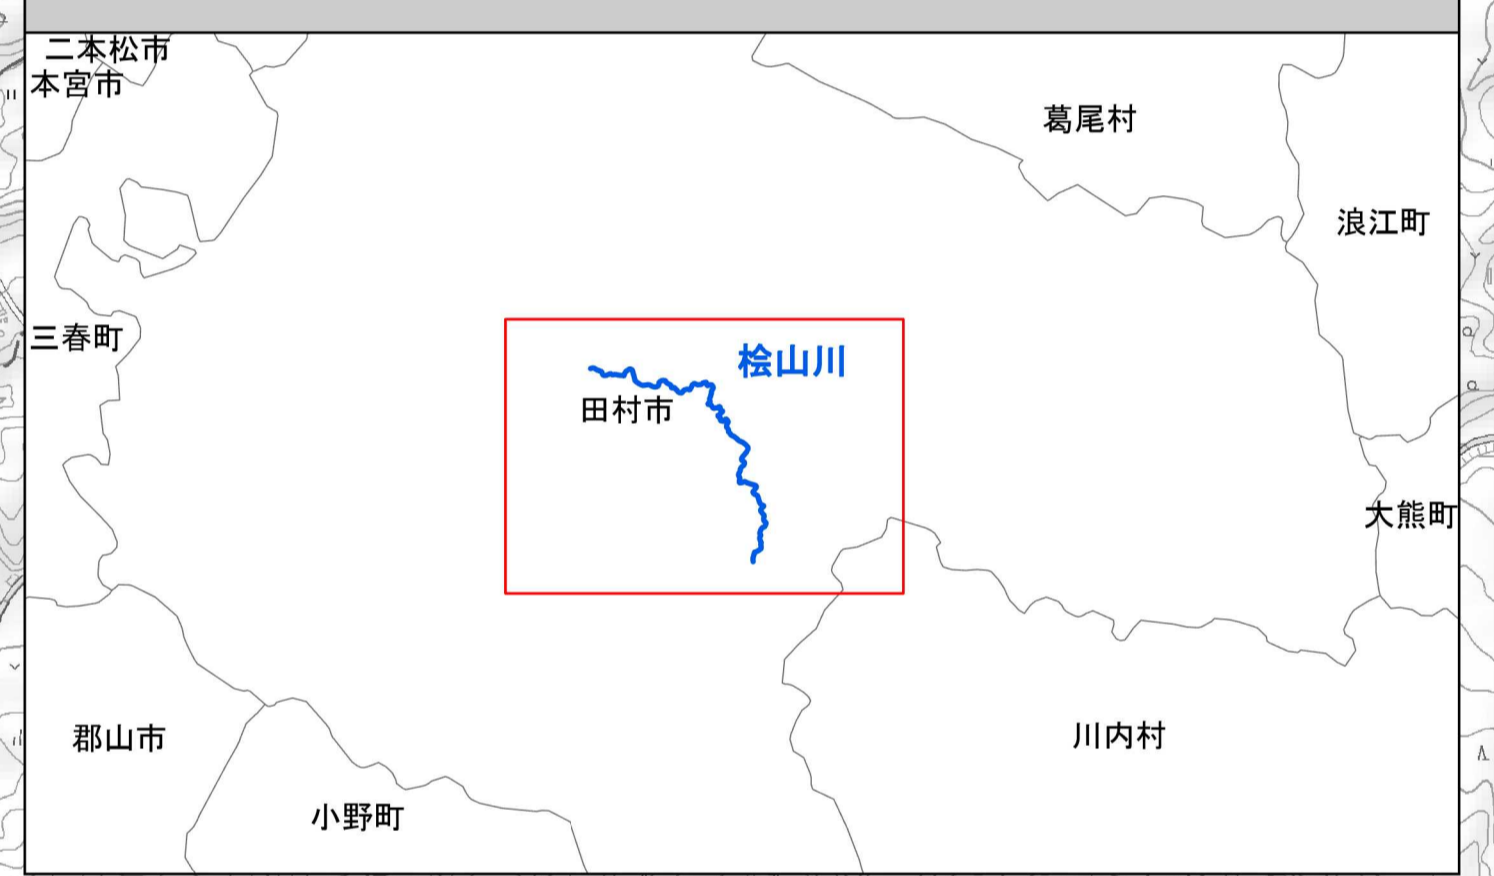 二本松市
本宮市
葛尾村
浪江町
三春町
桧山川
田村市
大熊町
郡山市
川内村
小野町